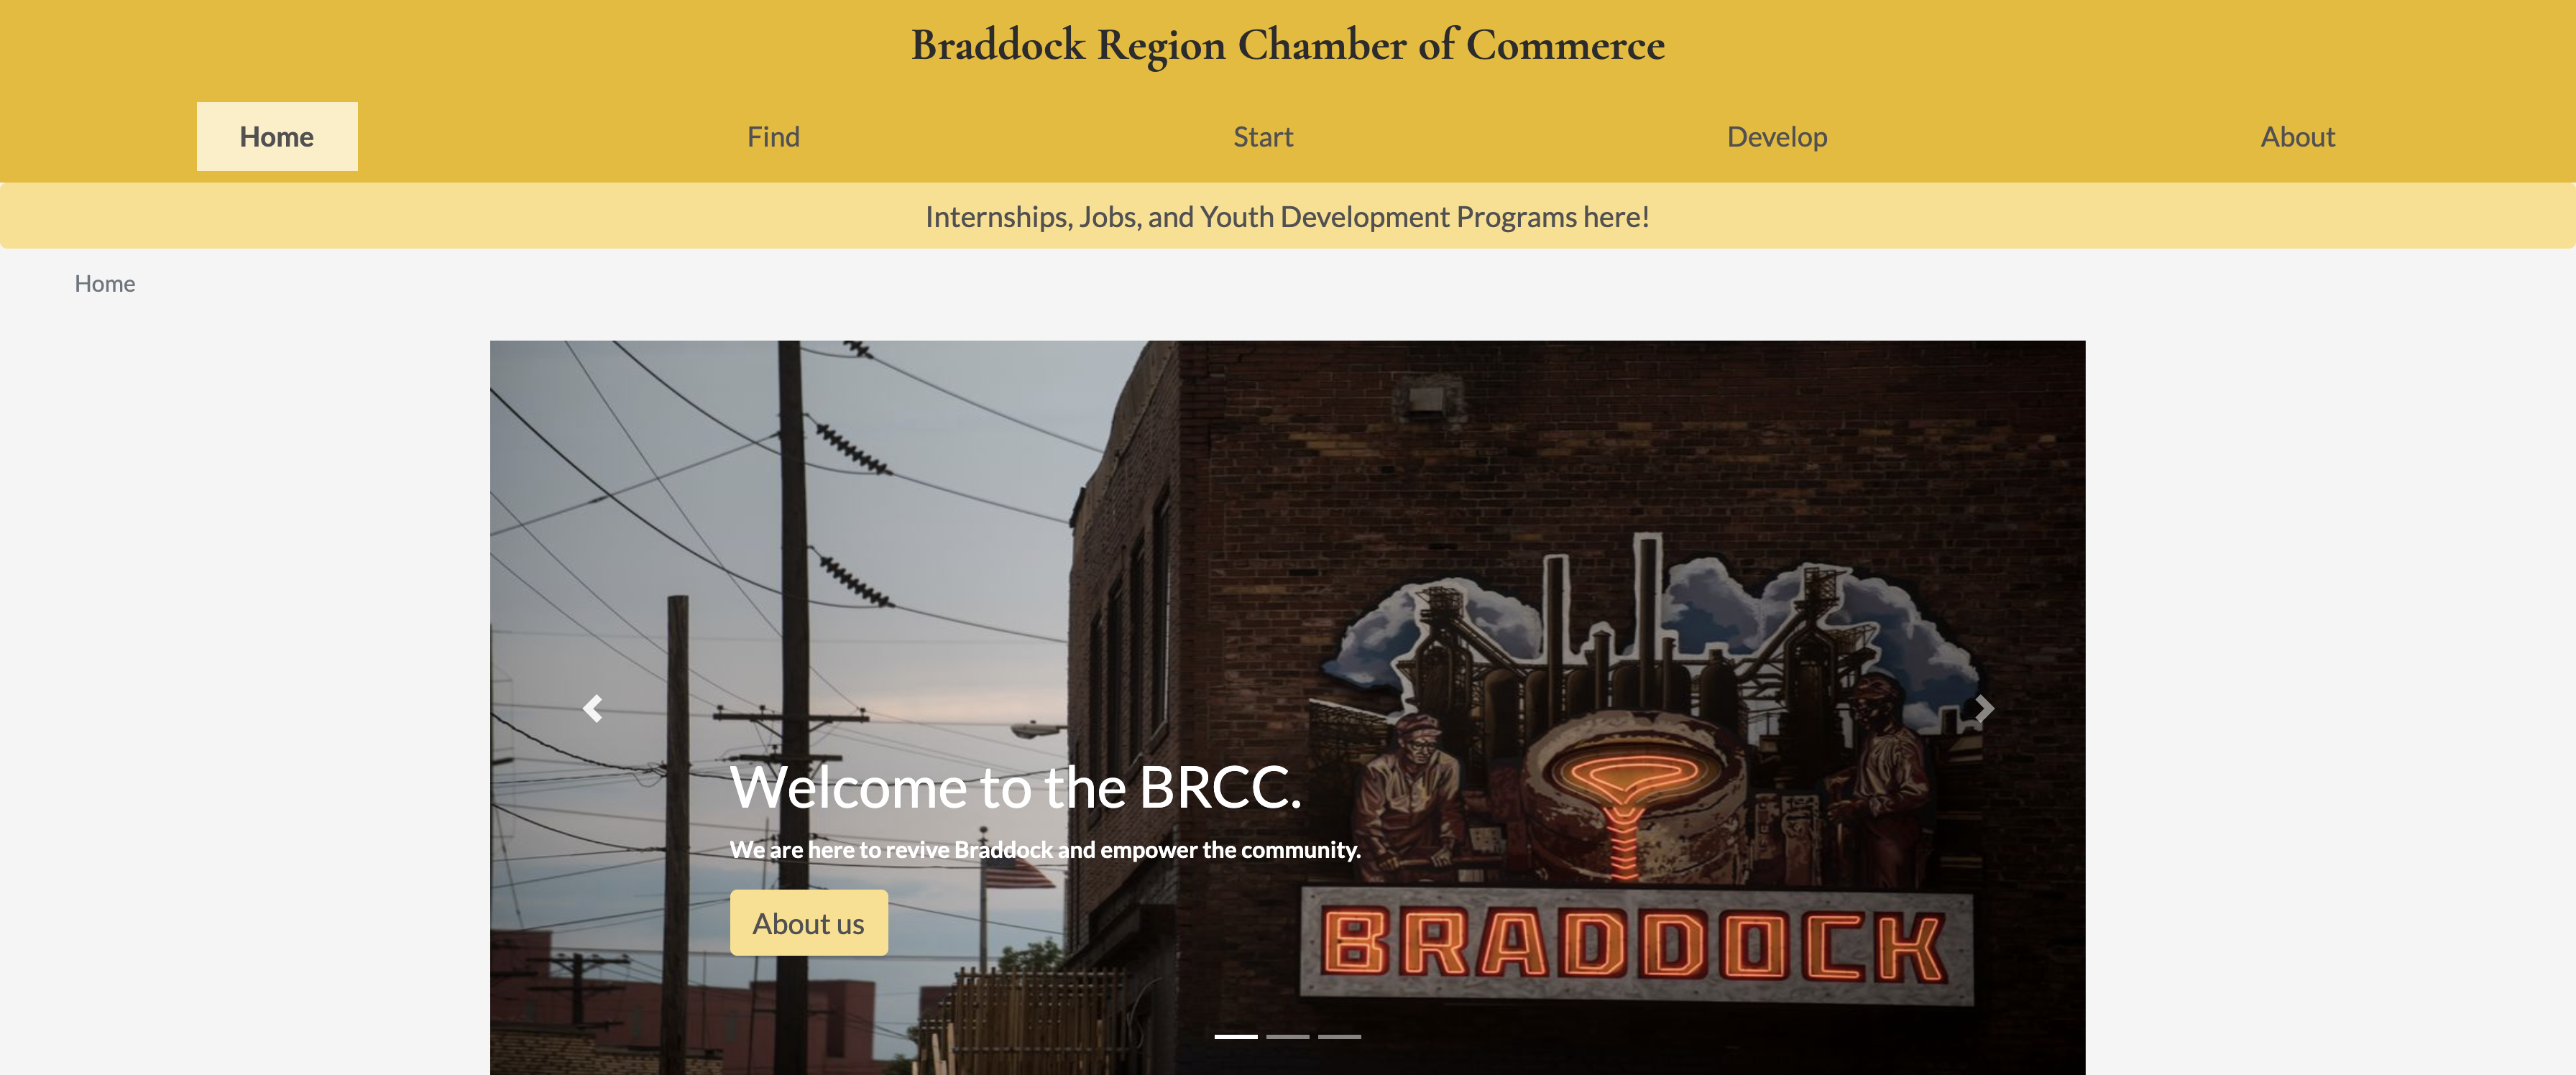 Braddock Region Chamber of Commerce
Home
Find
Start
Develop
About
Internships, Jobs, and Youth Development Programs here!
Home
Welcome to the BRCC.
We are here to revive Braddock and empower the community.
About us
BRADDOCK